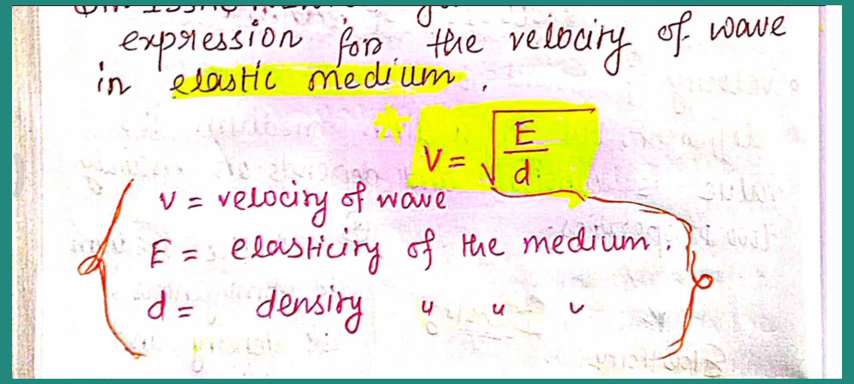 expression for the velocity of wave
in elastic medium.
* V = √E/d
v = velocity of wave
E = elasticity of the medium.
d = density " " "